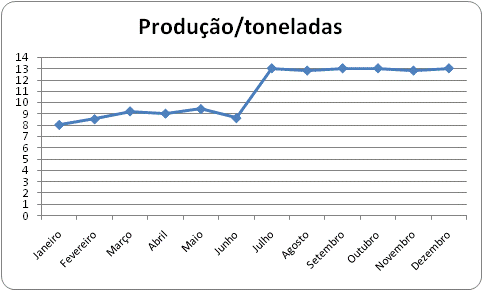 Produção/toneladas
14
13
12
11
10
9
8
7
6
5
4
3
2
1
0
Janeiro
Fevereiro
Março
Abril
Maio
Junho
Julho
Agosto
Setembro
Outubro
Novembro
Dezembro